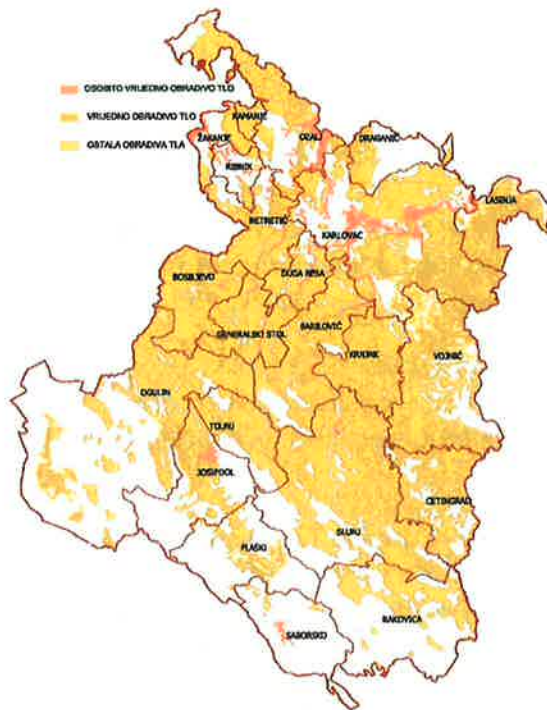 OSOBITO VRIJEDNO OBRADIVO TLO
VRIJEDNO OBRADIVO TLO
OSTALA OBRADIVA TLA
KAMANJE
ŽAKANJE
OZALJ
DRAGANIĆ
RIBNIK
LASINJA
NETRETIĆ
KARLOVAC
BOSILJEVO
DUGA RESA
GENERALSKI STOL
BARILOVIĆ
KRNJAK
VOJNIĆ
OGULIN
TOUNJ
JOSIPDOL
CETINGRAD
SLUNJ
PLAŠKI
RAKOVICA
SABORSKO